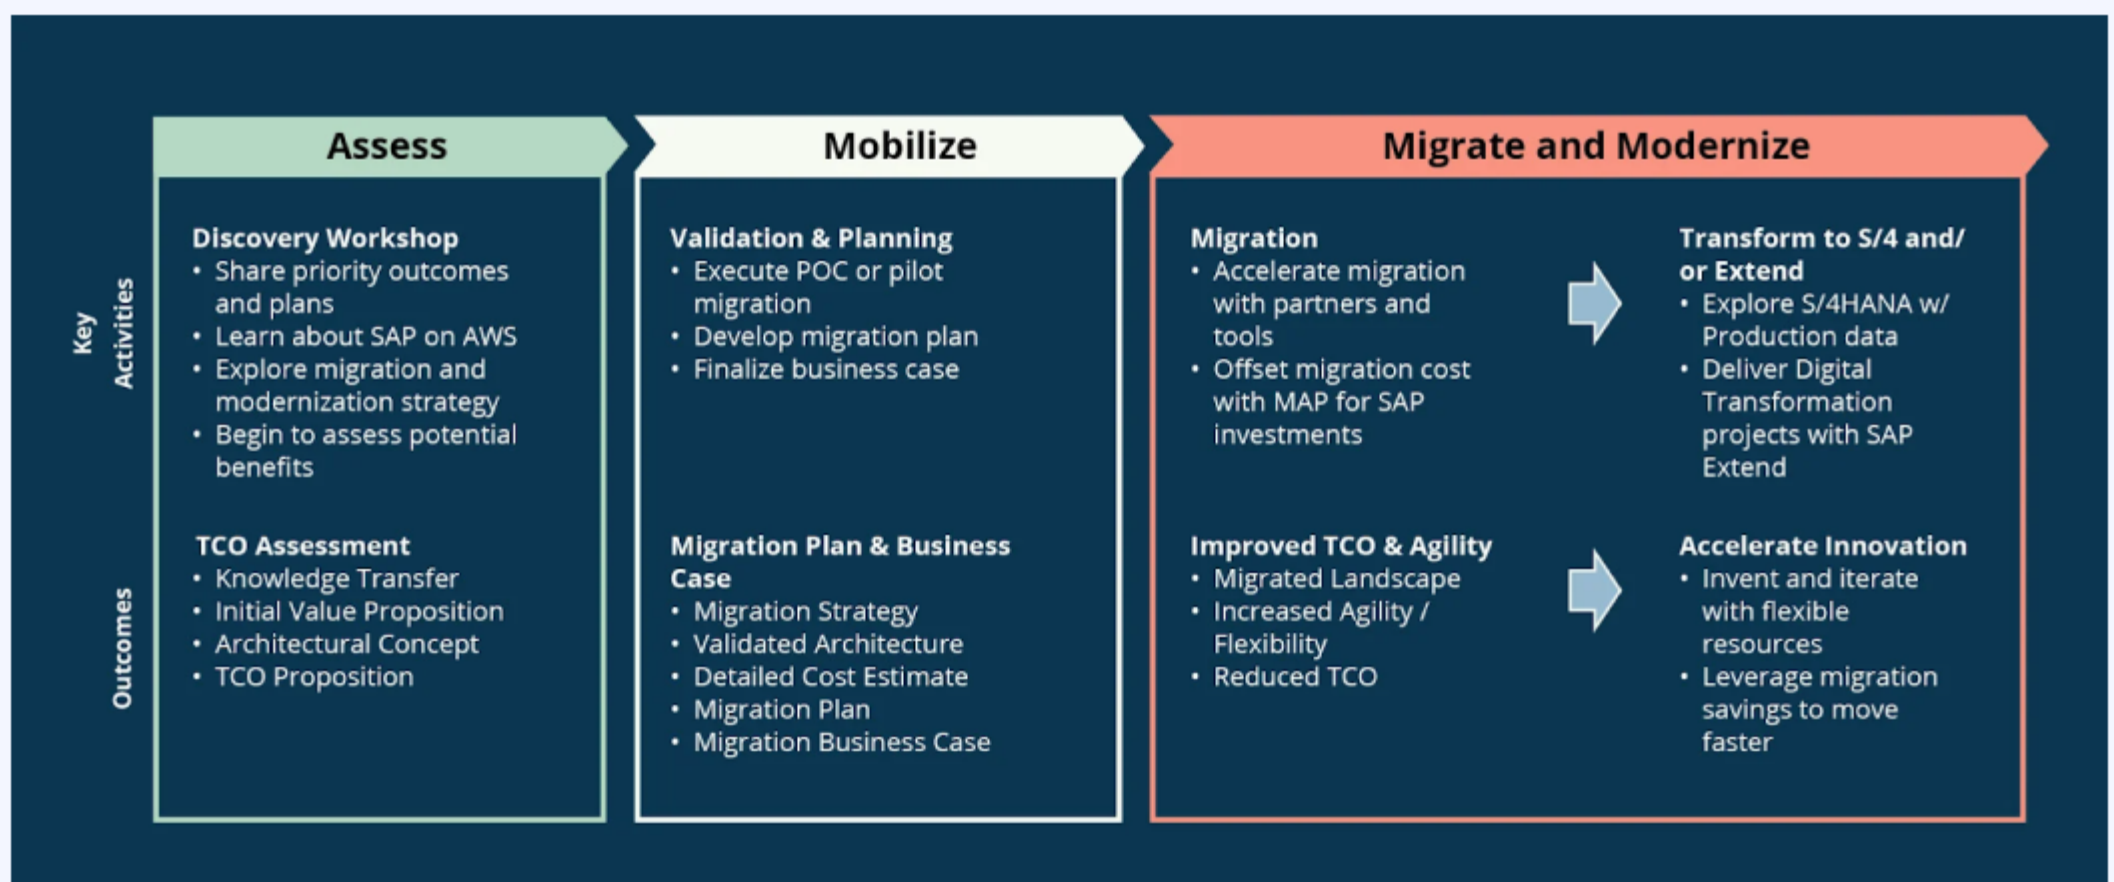 Assess
Mobilize
Migrate and Modernize
Key
Activities
Discovery Workshop
• Share priority outcomes
and plans
• Learn about SAP on AWS
• Explore migration and
modernization strategy
• Begin to assess potential
benefits
Validation & Planning
• Execute POC or pilot
migration
• Develop migration plan
• Finalize business case
Migration
• Accelerate migration
with partners and
tools
• Offset migration cost
with MAP for SAP
investments
Transform to S/4 and/
or Extend
• Explore S/4HANA w/
Production data
• Deliver Digital
Transformation
projects with SAP
Extend
Outcomes
TCO Assessment
• Knowledge Transfer
• Initial Value Proposition
• Architectural Concept
• TCO Proposition
Migration Plan & Business
Case
• Migration Strategy
• Validated Architecture
• Detailed Cost Estimate
• Migration Plan
• Migration Business Case
Improved TCO & Agility
• Migrated Landscape
• Increased Agility /
Flexibility
• Reduced TCO
Accelerate Innovation
• Invent and iterate
with flexible
resources
• Leverage migration
savings to move
faster